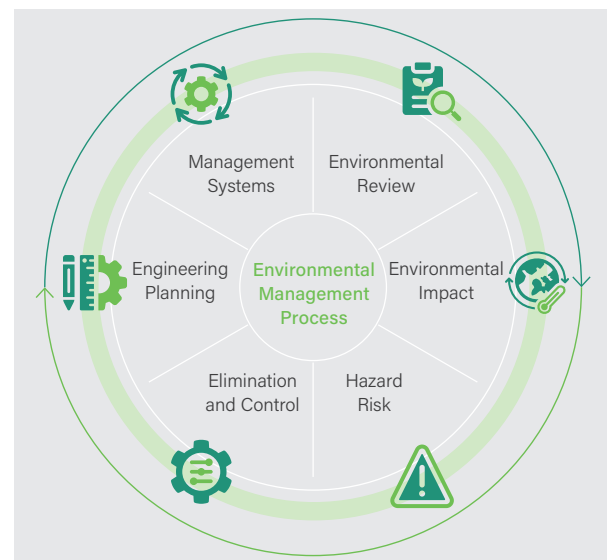 Management
Systems
Environmental
Review
Engineering
Planning
Environmental
Management
Process
Environmental
Impact
Elimination
and Control
Hazard
Risk